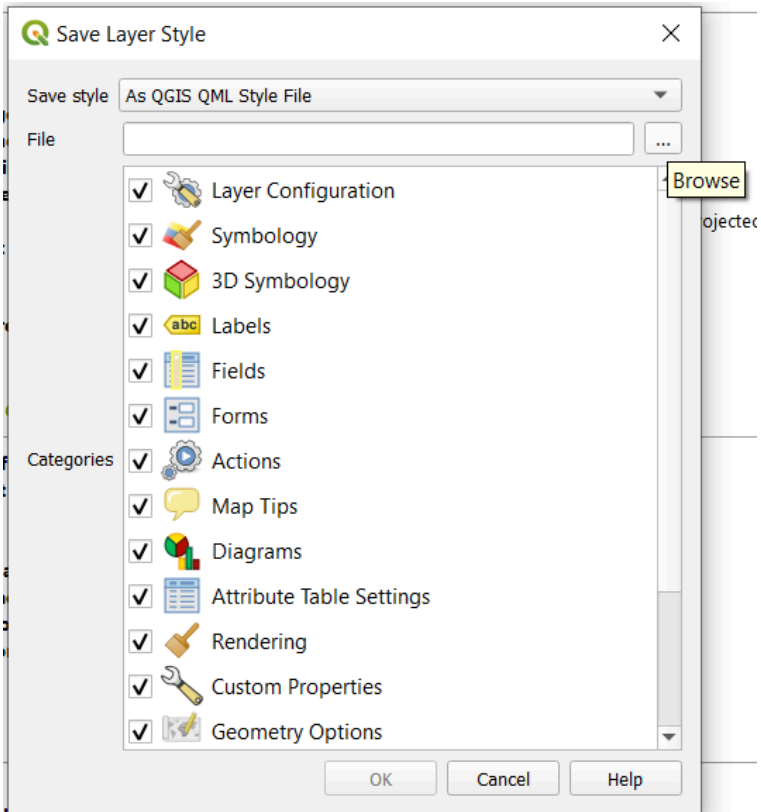 Save Layer Style
Save style As QGIS QML Style File
File ...
Browse
Layer Configuration
ojected
Symbology
3D Symbology
abc Labels
Fields
Forms
Categories Actions
Map Tips
Diagrams
Attribute Table Settings
Rendering
Custom Properties
Geometry Options
OK Cancel Help